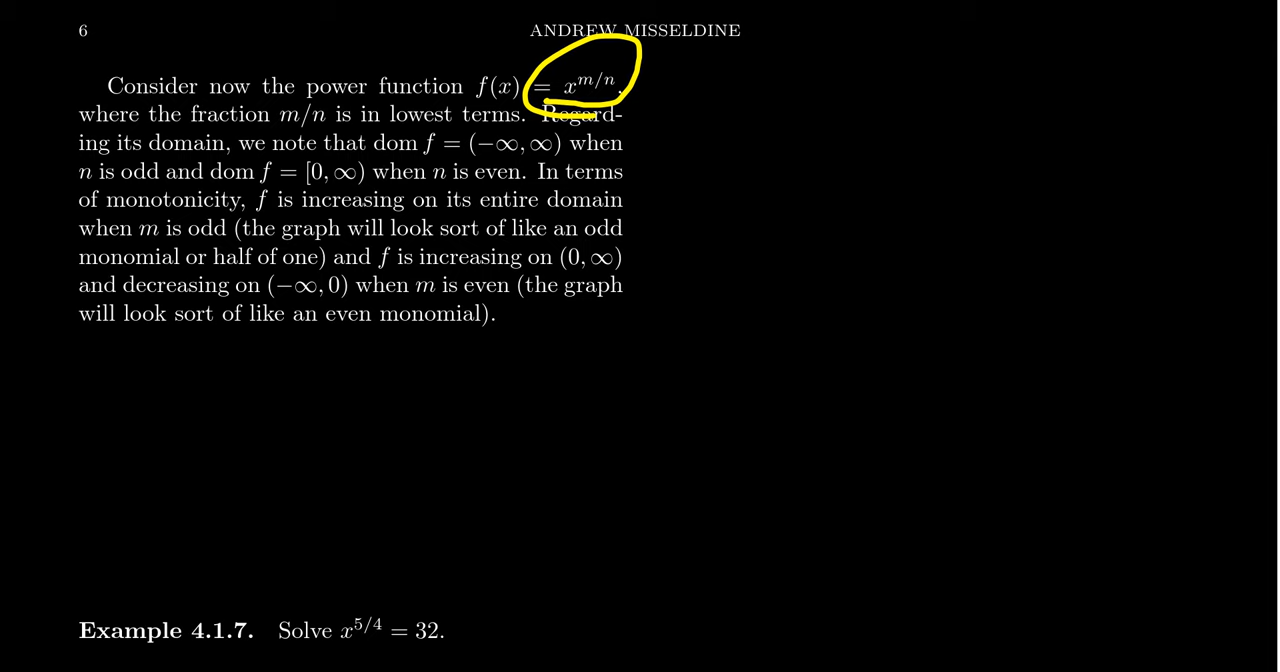 6 ANDREW MISSELDINE
Consider now the power function f(x) = x^{m/n},
where the fraction m/n is in lowest terms. Regard-
ing its domain, we note that dom f = (−∞, ∞) when
n is odd and dom f = [0, ∞) when n is even. In terms
of monotonicity, f is increasing on its entire domain
when m is odd (the graph will look sort of like an odd
monomial or half of one) and f is increasing on (0, ∞)
and decreasing on (−∞, 0) when m is even (the graph
will look sort of like an even monomial).
Example 4.1.7. Solve x^{5/4} = 32.